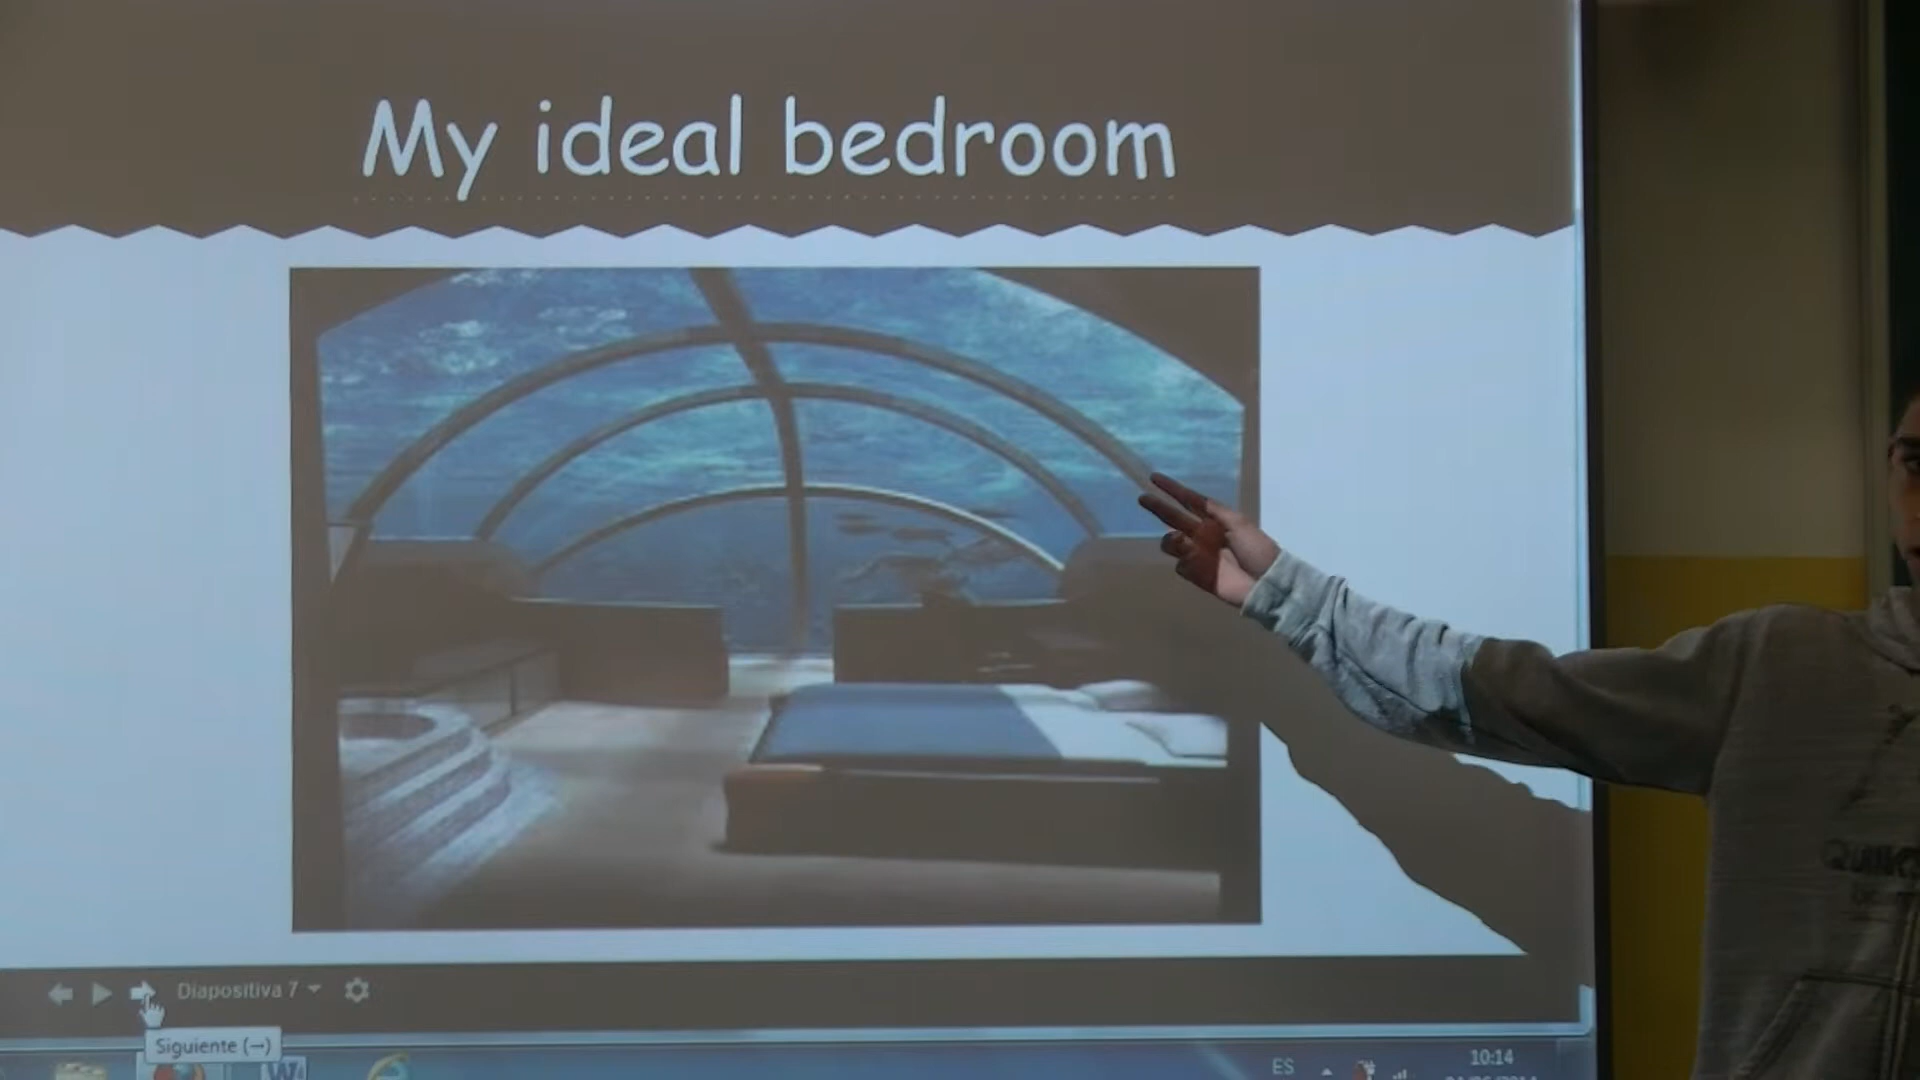 My ideal bedroom
Diapositiva 7
Siguiente (→)
ES
10:14